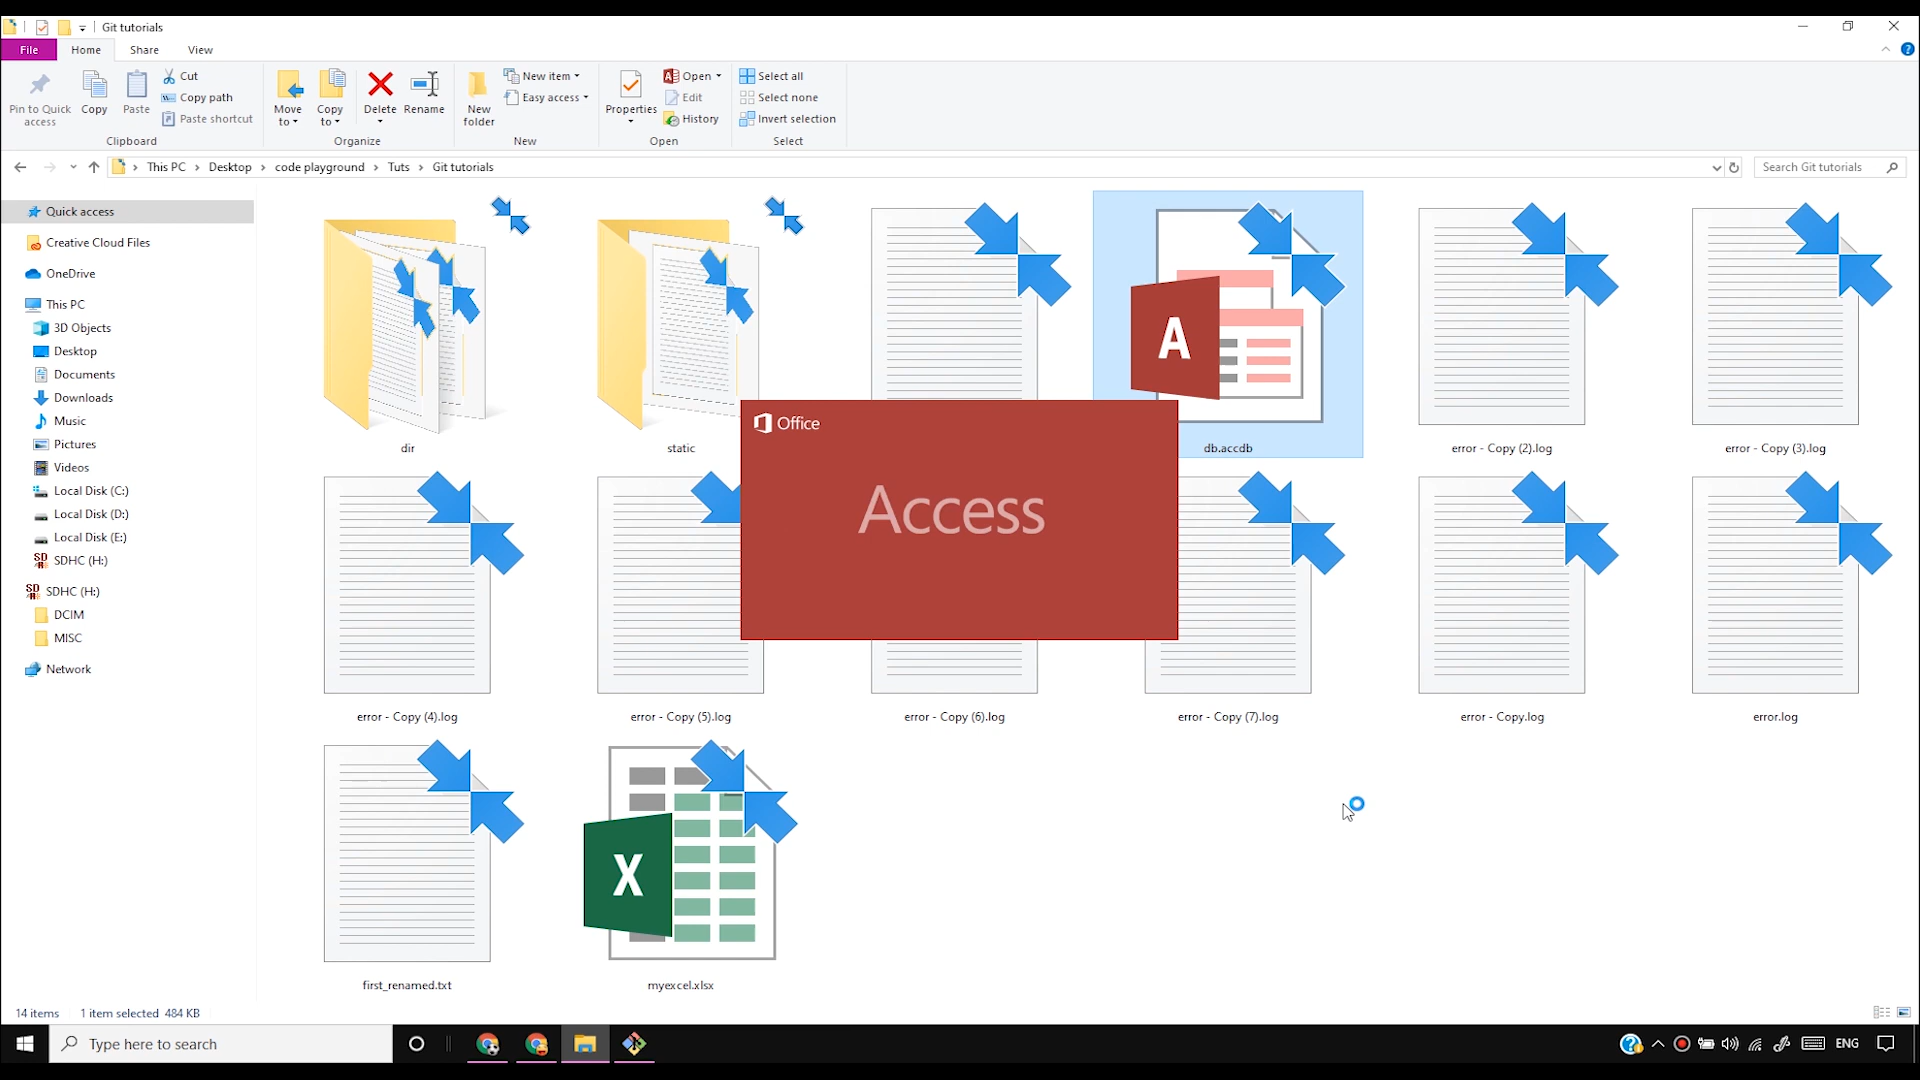 Git tutorials
File Home Share View
Pin to Quick access
Copy
Paste
Cut
Copy path
Paste shortcut
Clipboard
Move to
Copy to
Delete
Rename
Organize
New folder
New item
Easy access
New
Properties
Open
Edit
History
Open
Select all
Select none
Invert selection
Select
This PC > Desktop > code playground > Tuts > Git tutorials
Search Git tutorials
Quick access
Creative Cloud Files
OneDrive
This PC
3D Objects
Desktop
Documents
Downloads
Music
Pictures
Videos
Local Disk (C:)
Local Disk (D:)
Local Disk (E:)
SDHC (H:)
SDHC (H:)
DCIM
MISC
Network
dir
static
A
db.accdb
error - Copy (2).log
error - Copy (3).log
Office
Access
error - Copy (4).log
error - Copy (5).log
error - Copy (6).log
error - Copy (7).log
error - Copy.log
error.log
X
first_renamed.txt
myexcel.xlsx
14 items 1 item selected 484 KB
Type here to search
ENG